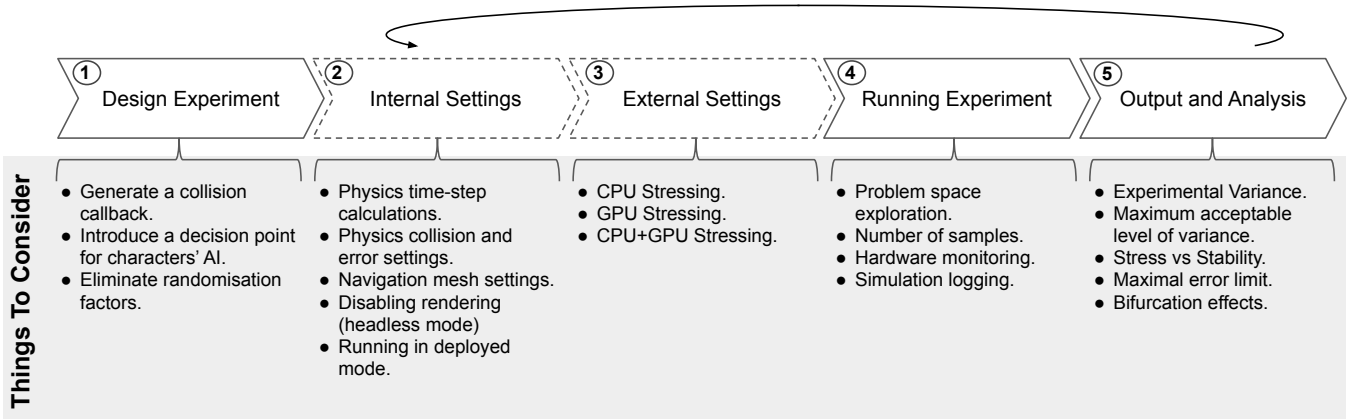 1
Design Experiment
2
Internal Settings
3
External Settings
4
Running Experiment
5
Output and Analysis
Things To Consider
● Generate a collision
callback.
● Introduce a decision point
for characters' AI.
● Eliminate randomisation
factors.
● Physics time-step
calculations.
● Physics collision and
error settings.
● Navigation mesh settings.
● Disabling rendering
(headless mode)
● Running in deployed
mode.
● CPU Stressing.
● GPU Stressing.
● CPU+GPU Stressing.
● Problem space
exploration.
● Number of samples.
● Hardware monitoring.
● Simulation logging.
● Experimental Variance.
● Maximum acceptable
level of variance.
● Stress vs Stability.
● Maximal error limit.
● Bifurcation effects.